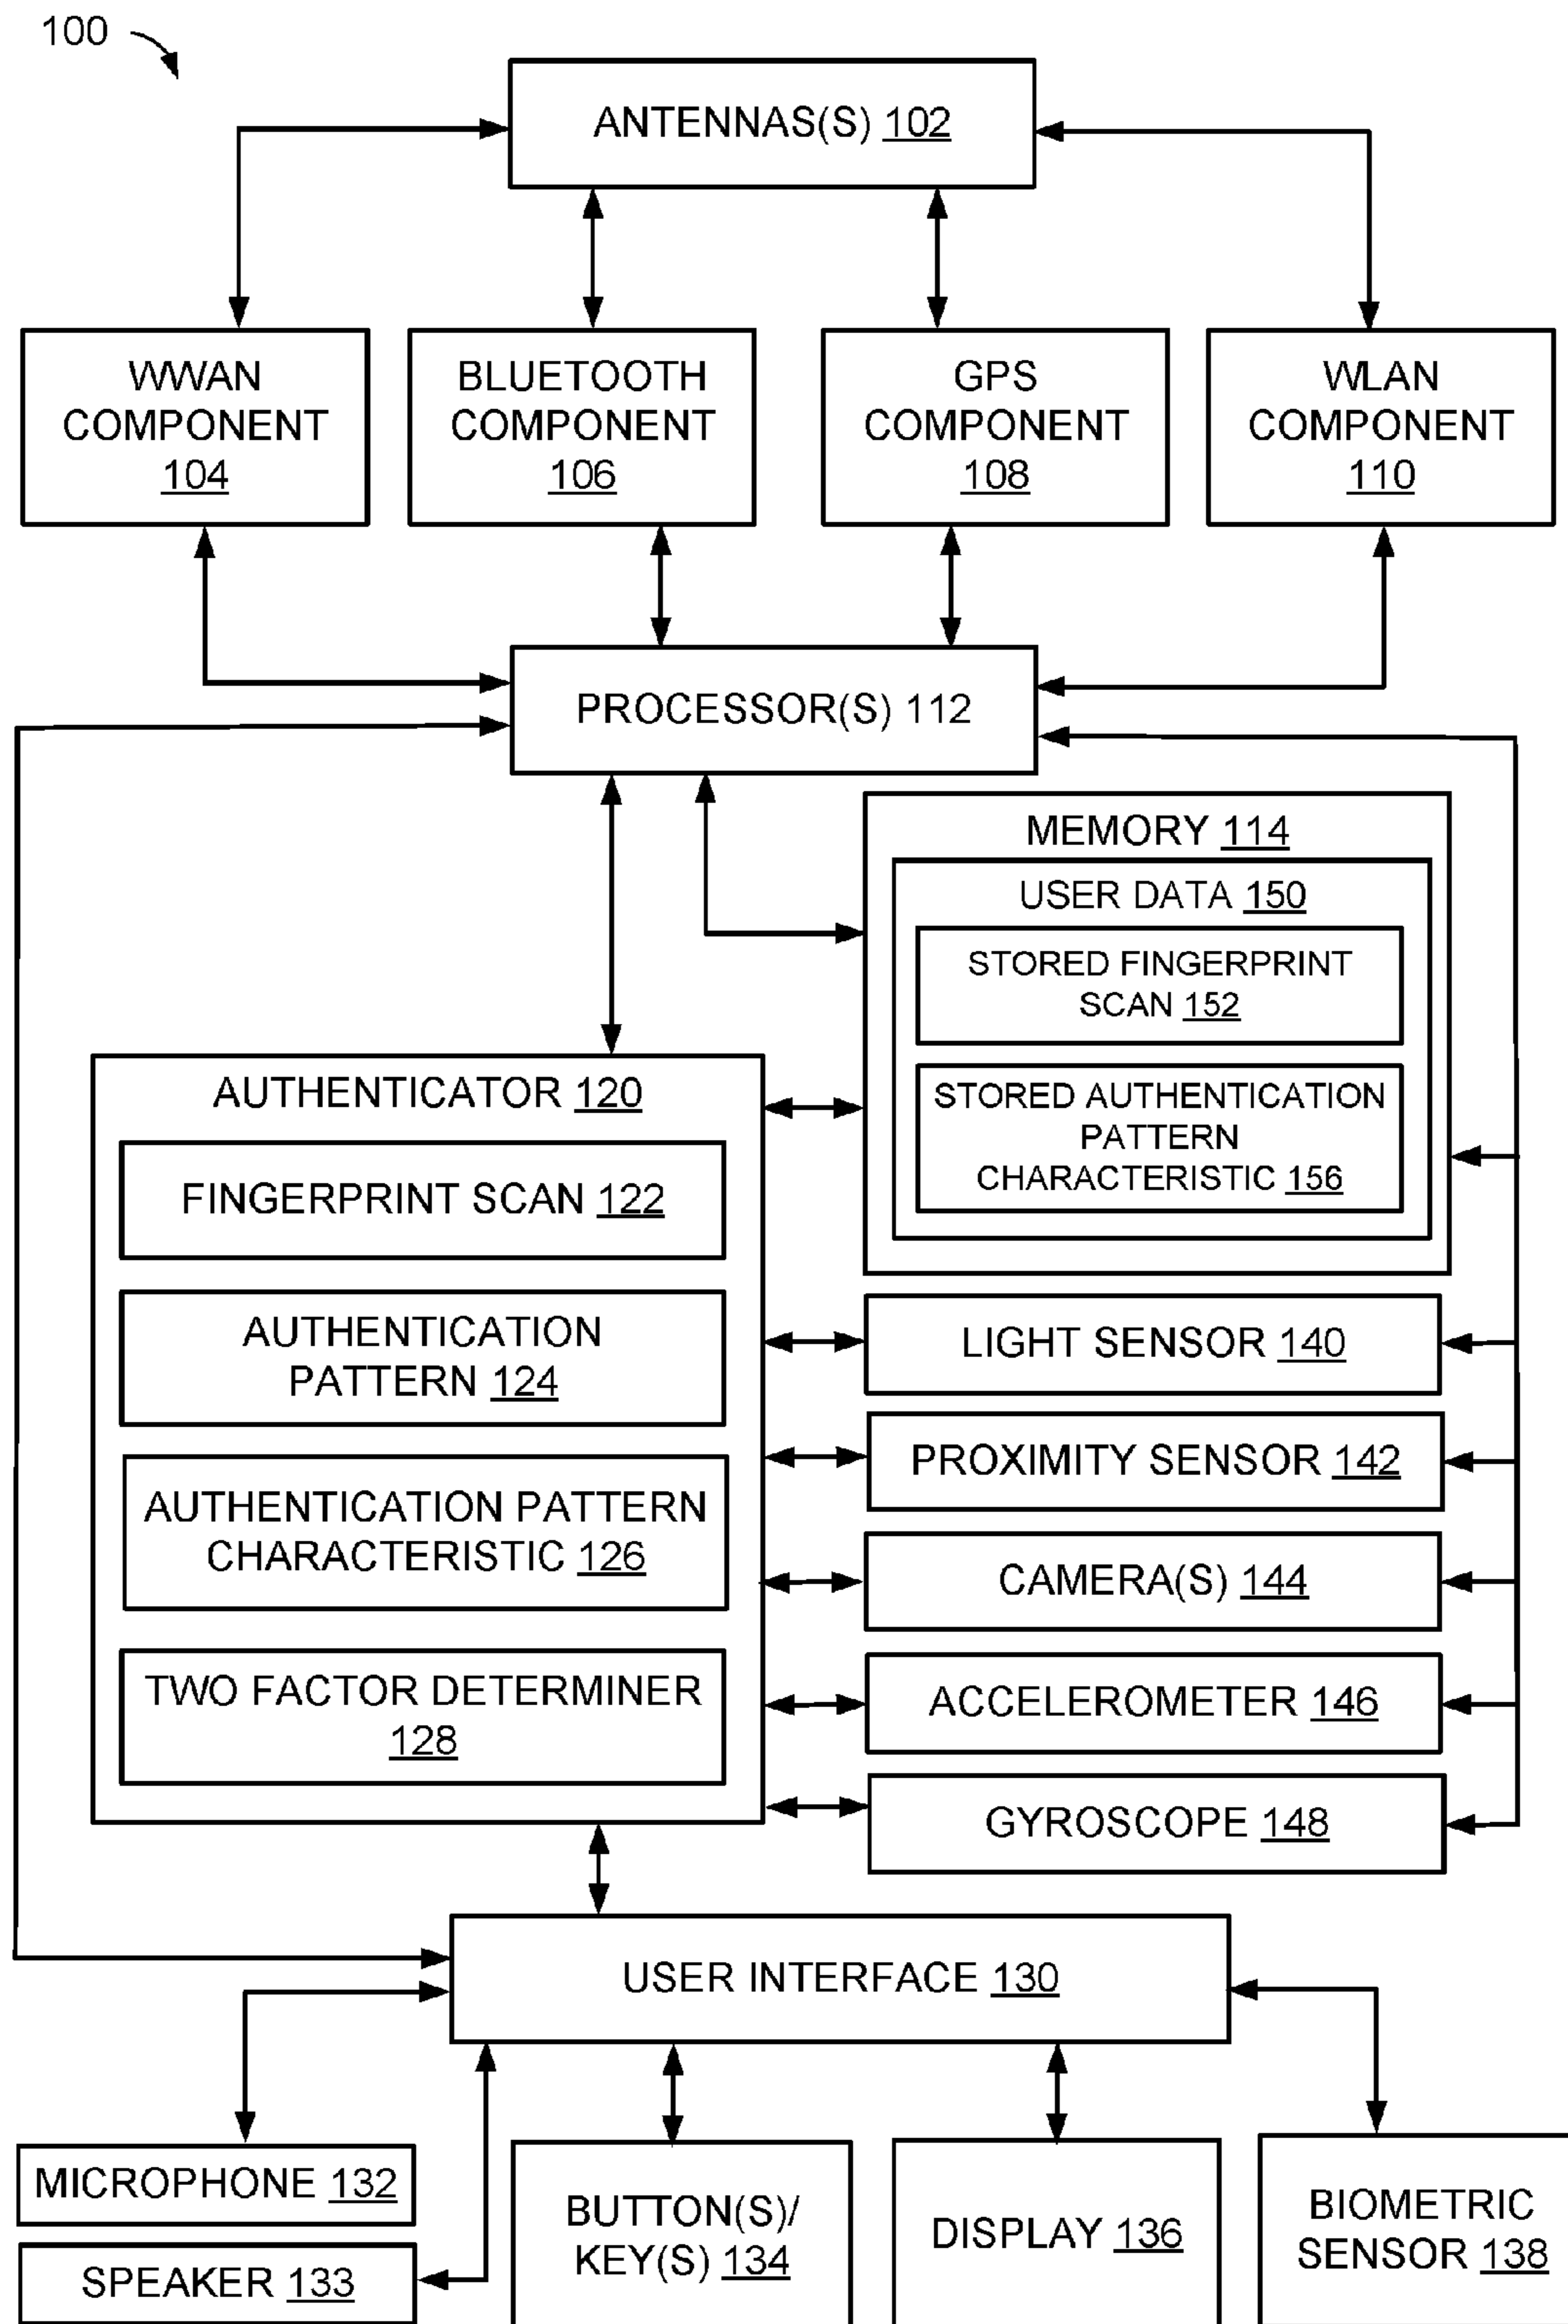 100
ANTENNAS(S) 102
WWAN
COMPONENT
104
BLUETOOTH
COMPONENT
106
GPS
COMPONENT
108
WLAN
COMPONENT
110
PROCESSOR(S) 112
MEMORY 114
USER DATA 150
STORED FINGERPRINT
SCAN 152
STORED AUTHENTICATION
PATTERN
CHARACTERISTIC 156
AUTHENTICATOR 120
FINGERPRINT SCAN 122
AUTHENTICATION
PATTERN 124
AUTHENTICATION PATTERN
CHARACTERISTIC 126
TWO FACTOR DETERMINER
128
LIGHT SENSOR 140
PROXIMITY SENSOR 142
CAMERA(S) 144
ACCELEROMETER 146
GYROSCOPE 148
USER INTERFACE 130
MICROPHONE 132
SPEAKER 133
BUTTON(S)/
KEY(S) 134
DISPLAY 136
BIOMETRIC
SENSOR 138